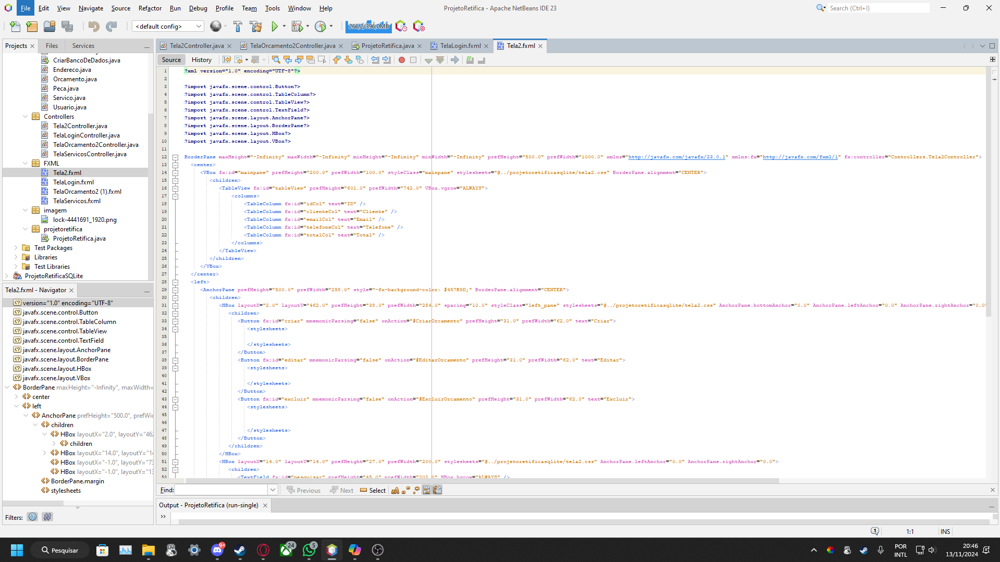 File Edit View Navigate Source Refactor Run Debug Profile Team Tools Window Help
ProjetoRetifica - Apache NetBeans IDE 23
Search (Ctrl+I)
<default config>
266,2/396,0MB
Projects
Files
Services
CriarBancoDeDados.java
Endereco.java
Orcamento.java
Peca.java
Servico.java
Usuario.java
Controllers
Tela2Controller.java
TelaLoginController.java
TelaOrcamento2Controller.java
TelaServicosController.java
FXML
Tela2.fxml
TelaLogin.fxml
TelaOrcamento2 (1).fxml
TelaServicos.fxml
imagem
lock-4441691_1920.png
projetoretifica
ProjetoRetifica.java
Test Packages
Libraries
Test Libraries
ProjetoRetificaSQLite
Tela2.fxml - Navigator
version="1.0" encoding="UTF-8"
javafx.scene.control.Button
javafx.scene.control.TableColumn
javafx.scene.control.TableView
javafx.scene.control.TextField
javafx.scene.layout.AnchorPane
javafx.scene.layout.BorderPane
javafx.scene.layout.HBox
javafx.scene.layout.VBox
BorderPane maxHeight="-Infinity", maxWidth=
center
left
AnchorPane prefHeight="500.0", prefWi
children
HBox layoutX="2.0", layoutY="462
children
HBox layoutX="14.0", layoutY="14
HBox layoutX="-1.0", layoutY="73
HBox layoutX="-1.0", layoutY="13
BorderPane.margin
stylesheets
Filters:
Tela2Controller.java TelaOrcamento2Controller.java ProjetoRetifica.java TelaLogin.fxml Tela2.fxml
Source History
1 ?xml version="1.0" encoding="UTF-8"?>
2
3 ?import javafx.scene.control.Button?>
4 ?import javafx.scene.control.TableColumn?>
5 ?import javafx.scene.control.TableView?>
6 ?import javafx.scene.control.TextField?>
7 ?import javafx.scene.layout.AnchorPane?>
8 ?import javafx.scene.layout.BorderPane?>
9 ?import javafx.scene.layout.HBox?>
10 ?import javafx.scene.layout.VBox?>
11
12 BorderPane maxHeight="-Infinity" maxWidth="-Infinity" minHeight="-Infinity" minWidth="-Infinity" prefHeight="500.0" prefWidth="1000.0" xmlns="http://javafx.com/javafx/23.0.1" xmlns:fx="http://javafx.com/fxml/1" fx:controller="Controllers.Tela2Controller">
13 <center>
14 <VBox fx:id="mainpane" prefHeight="200.0" prefWidth="100.0" styleClass="mainpane" stylesheets="@../projetoretificasqlite/tela2.css" BorderPane.alignment="CENTER">
15 <children>
16 <TableView fx:id="tableView" prefHeight="601.0" prefWidth="742.0" VBox.vgrow="ALWAYS">
17 <columns>
18 <TableColumn fx:id="idCol" text="ID" />
19 <TableColumn fx:id="clienteCol" text="Cliente" />
20 <TableColumn fx:id="emailCol" text="Email" />
21 <TableColumn fx:id="telefoneCol" text="Telefone" />
22 <TableColumn fx:id="totalCol" text="Total" />
23 </columns>
24 </TableView>
25 </children>
26 </VBox>
27 </center>
28 <left>
29 <AnchorPane prefHeight="500.0" prefWidth="258.0" style="-fx-background-color: #457B9D;" BorderPane.alignment="CENTER">
30 <children>
31 <HBox layoutX="2.0" layoutY="462.0" prefHeight="38.0" prefWidth="254.0" spacing="10.0" styleClass="left_pane" stylesheets="@../projetoretificasqlite/tela2.css" AnchorPane.bottomAnchor="0.0" AnchorPane.leftAnchor="0.0" AnchorPane.rightAnchor="0.0"
32 <children>
33 <Button fx:id="criar" mnemonicParsing="false" onAction="#CriarOrcamento" prefHeight="31.0" prefWidth="62.0" text="Criar">
34 <stylesheets>
35
36 </stylesheets>
37 </Button>
38 <Button fx:id="editar" mnemonicParsing="false" onAction="#EditarOrcamento" prefHeight="31.0" prefWidth="62.0" text="Editar">
39 <stylesheets>
40
41 </stylesheets>
42 </Button>
43 <Button fx:id="excluir" mnemonicParsing="false" onAction="#ExcluirOrcamento" prefHeight="31.0" prefWidth="62.0" text="Excluir">
44 <stylesheets>
45
46
47 </stylesheets>
48 </Button>
49 </children>
50 </HBox>
51 <HBox layoutX="14.0" layoutY="14.0" prefHeight="27.0" prefWidth="200.0" stylesheets="@../projetoretificasqlite/tela2.css" AnchorPane.leftAnchor="0.0" AnchorPane.rightAnchor="0.0">
52 <children>
53 <TextField fx:id="pesquisar" prefHeight="45.0" prefWidth="202.0" HBox.hgrow="ALWAYS" />
Find: Previous Next Select
Output - ProjetoRetifica (run-single)
1 1:1 INS
Pesquisar
9+
24
5
POR
INTL
20:46
13/11/2024